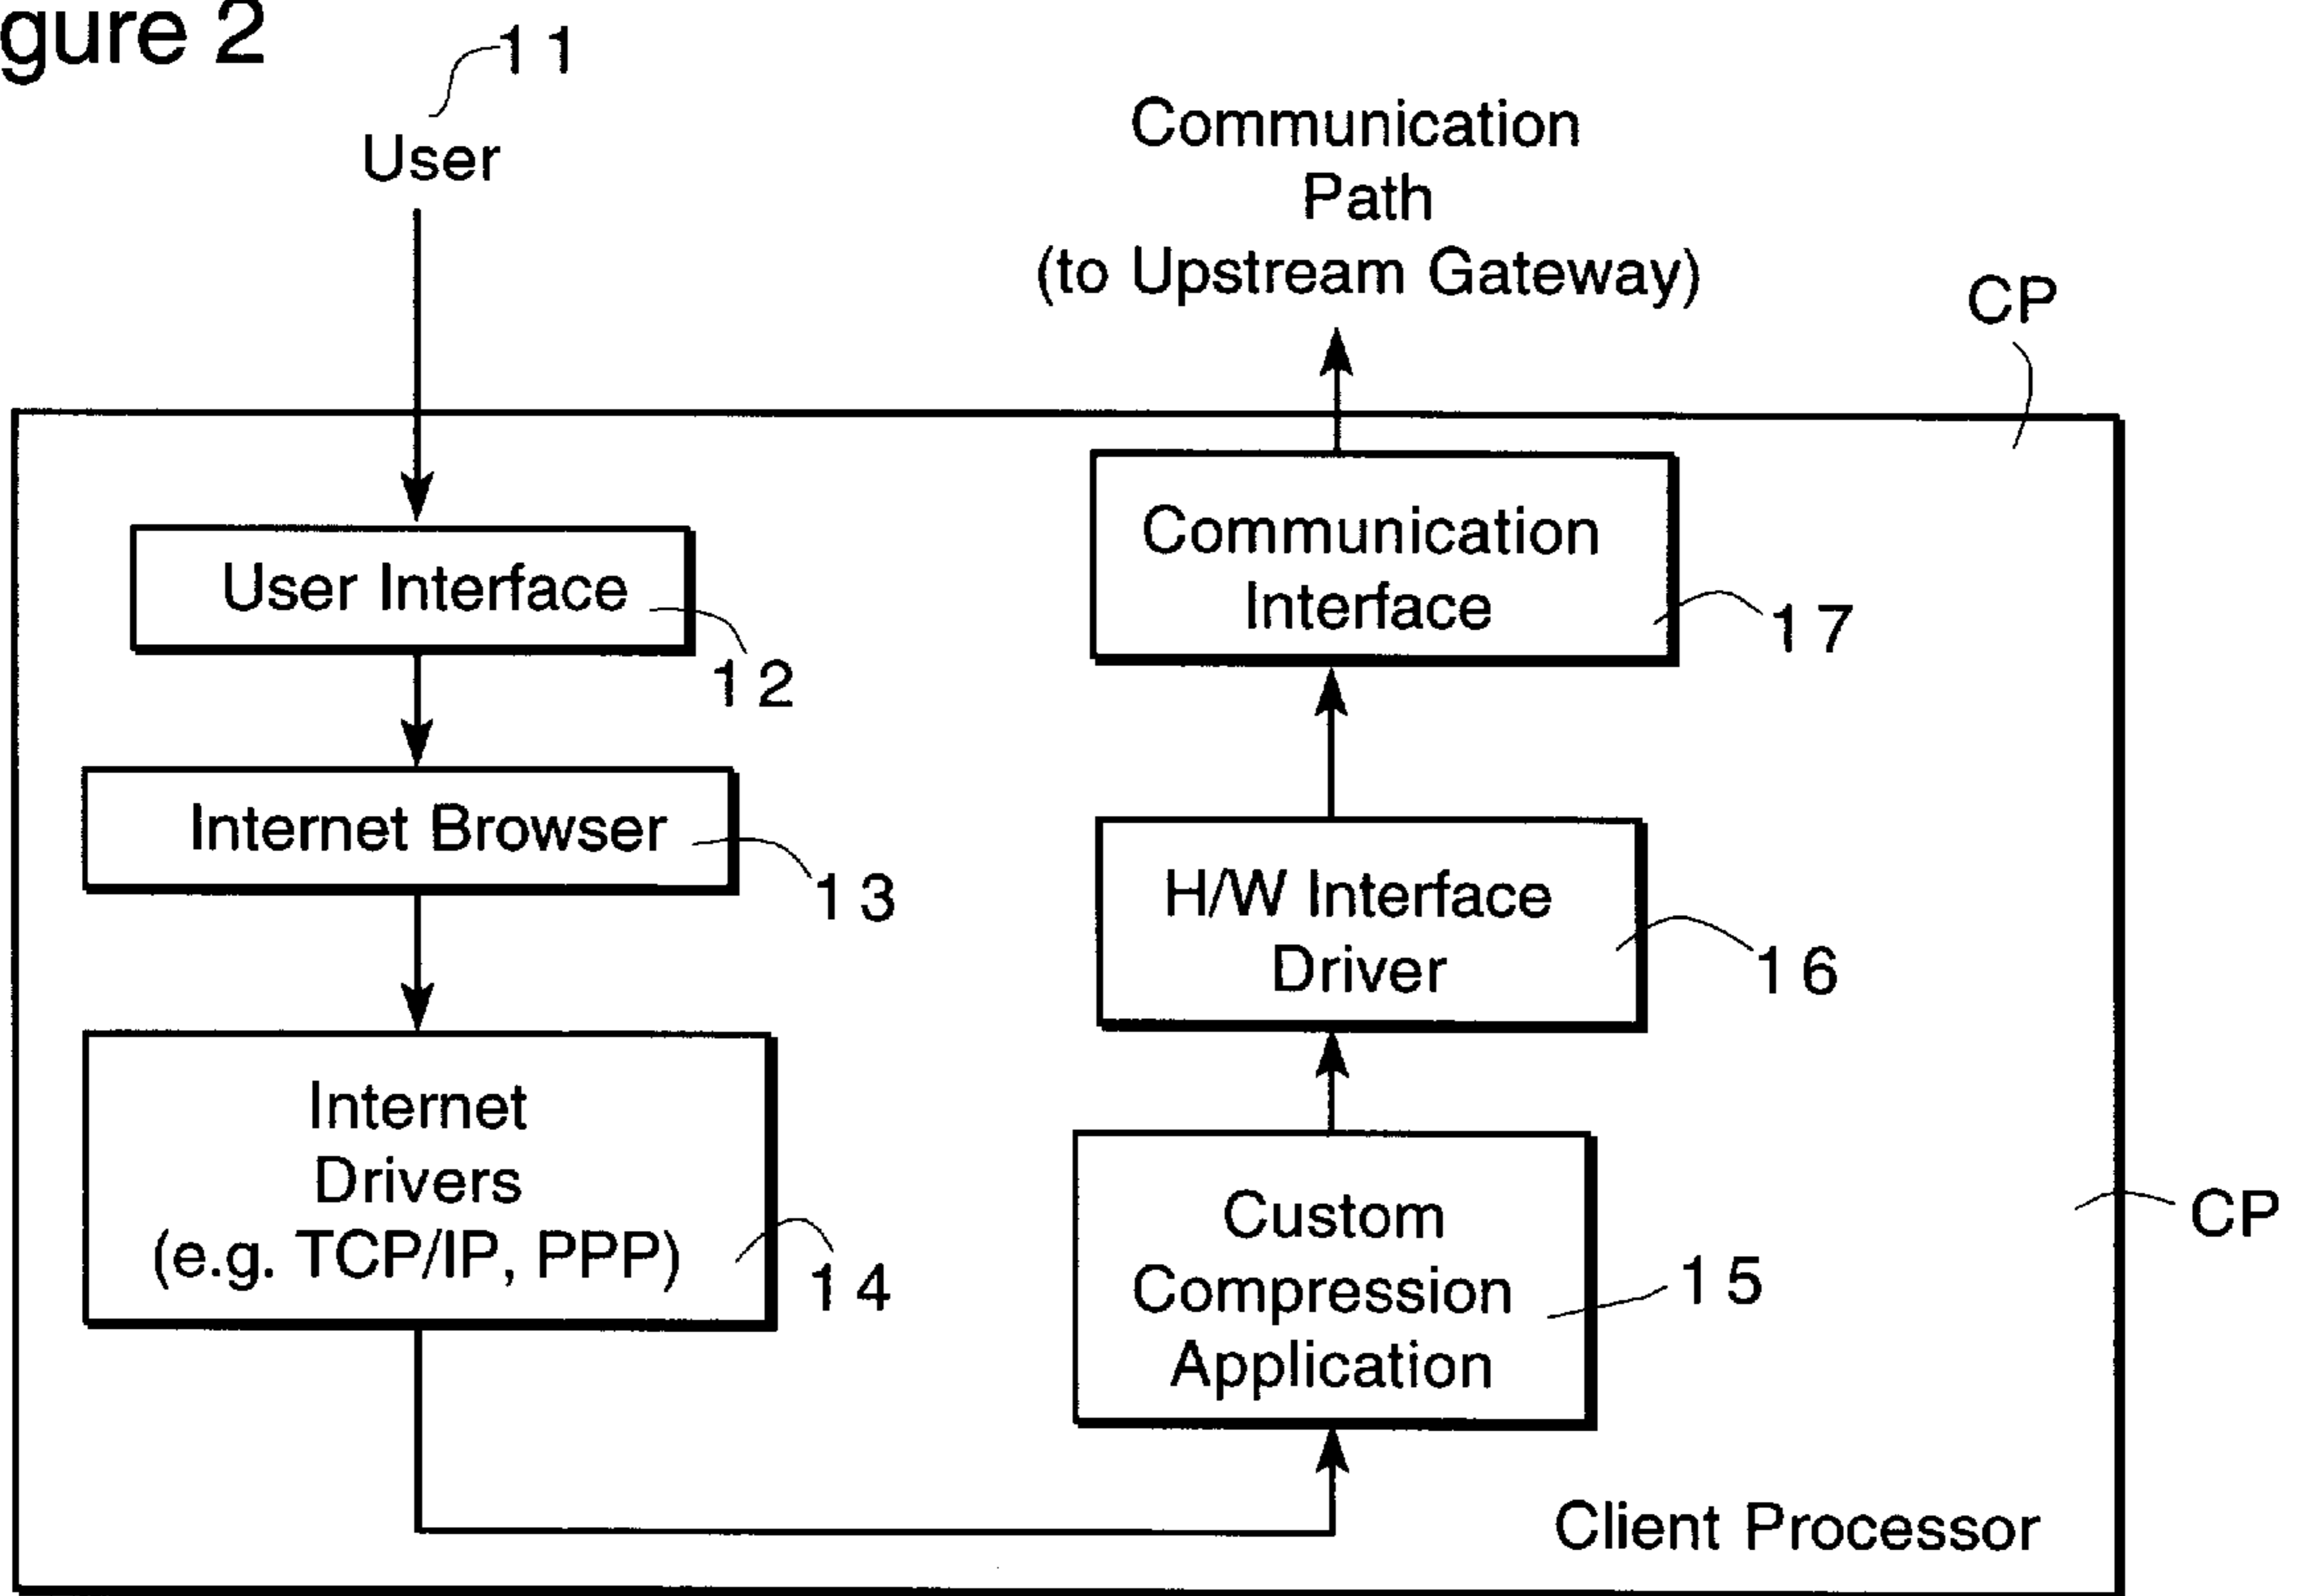 gure 2
11
User
Communication
Path
(to Upstream Gateway)
CP
User Interface
12
Internet Browser
13
Internet
Drivers
(e.g. TCP/IP, PPP)
14
Communication
Interface
17
H/W Interface
Driver
16
Custom
Compression
Application
15
CP
Client Processor